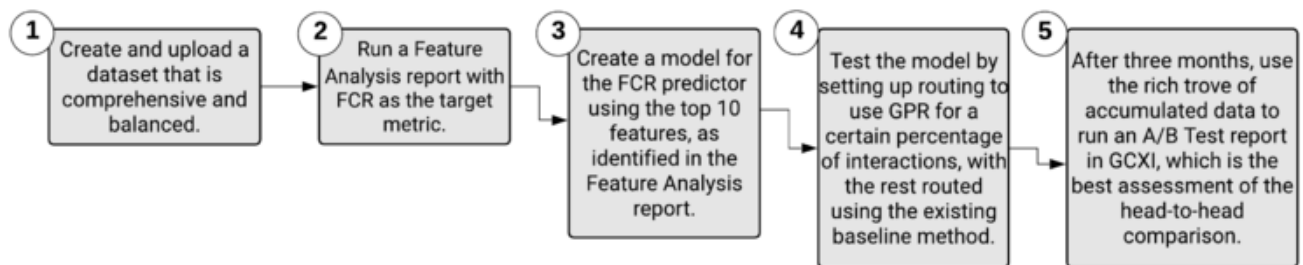 1
Create and upload a
dataset that is
comprehensive and
balanced.
2
Run a Feature
Analysis report with
FCR as the target
metric.
3
Create a model for
the FCR predictor
using the top 10
features, as
identified in the
Feature Analysis
report.
4
Test the model by
setting up routing to
use GPR for a
certain percentage
of interactions, with
the rest routed
using the existing
baseline method.
5
After three months, use
the rich trove of
accumulated data to
run an A/B Test report
in GCXI, which is the
best assessment of the
head-to-head
comparison.